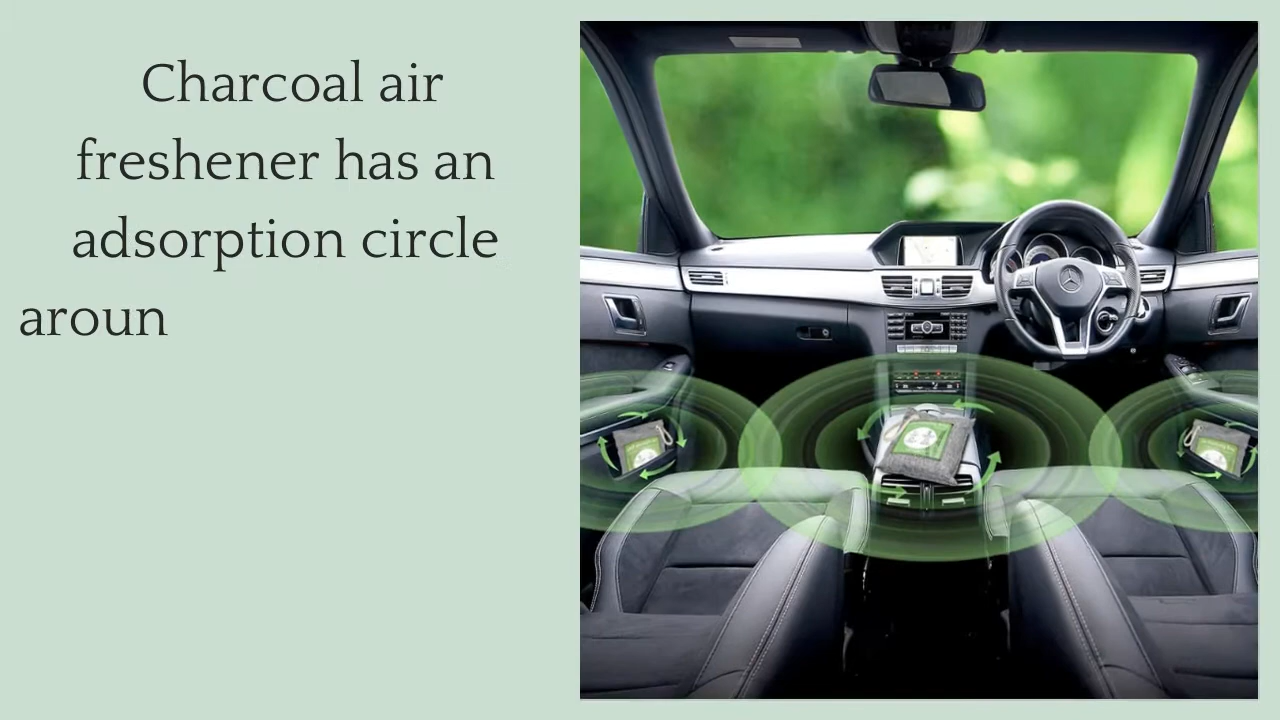 Charcoal air
freshener has an
adsorption circle
aroun